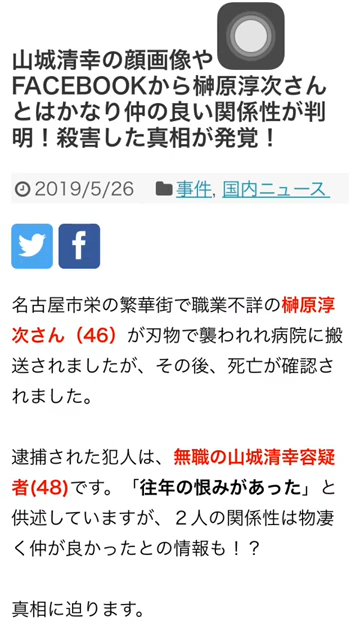 山城清幸の顔画像や
FACEBOOKから榊原淳次さん
とはかなり仲の良い関係性が判
明！殺害した真相が発覚！
2019/5/26 事件, 国内ニュース
名古屋市栄の繁華街で職業不詳の榊原淳
次さん（46）が刃物で襲われれ病院に搬
送されましたが、その後、死亡が確認さ
れました。
逮捕された犯人は、無職の山城清幸容疑
者(48)です。「往年の恨みがあった」と
供述していますが、２人の関係性は物凄
く仲が良かったとの情報も！？
真相に迫ります。